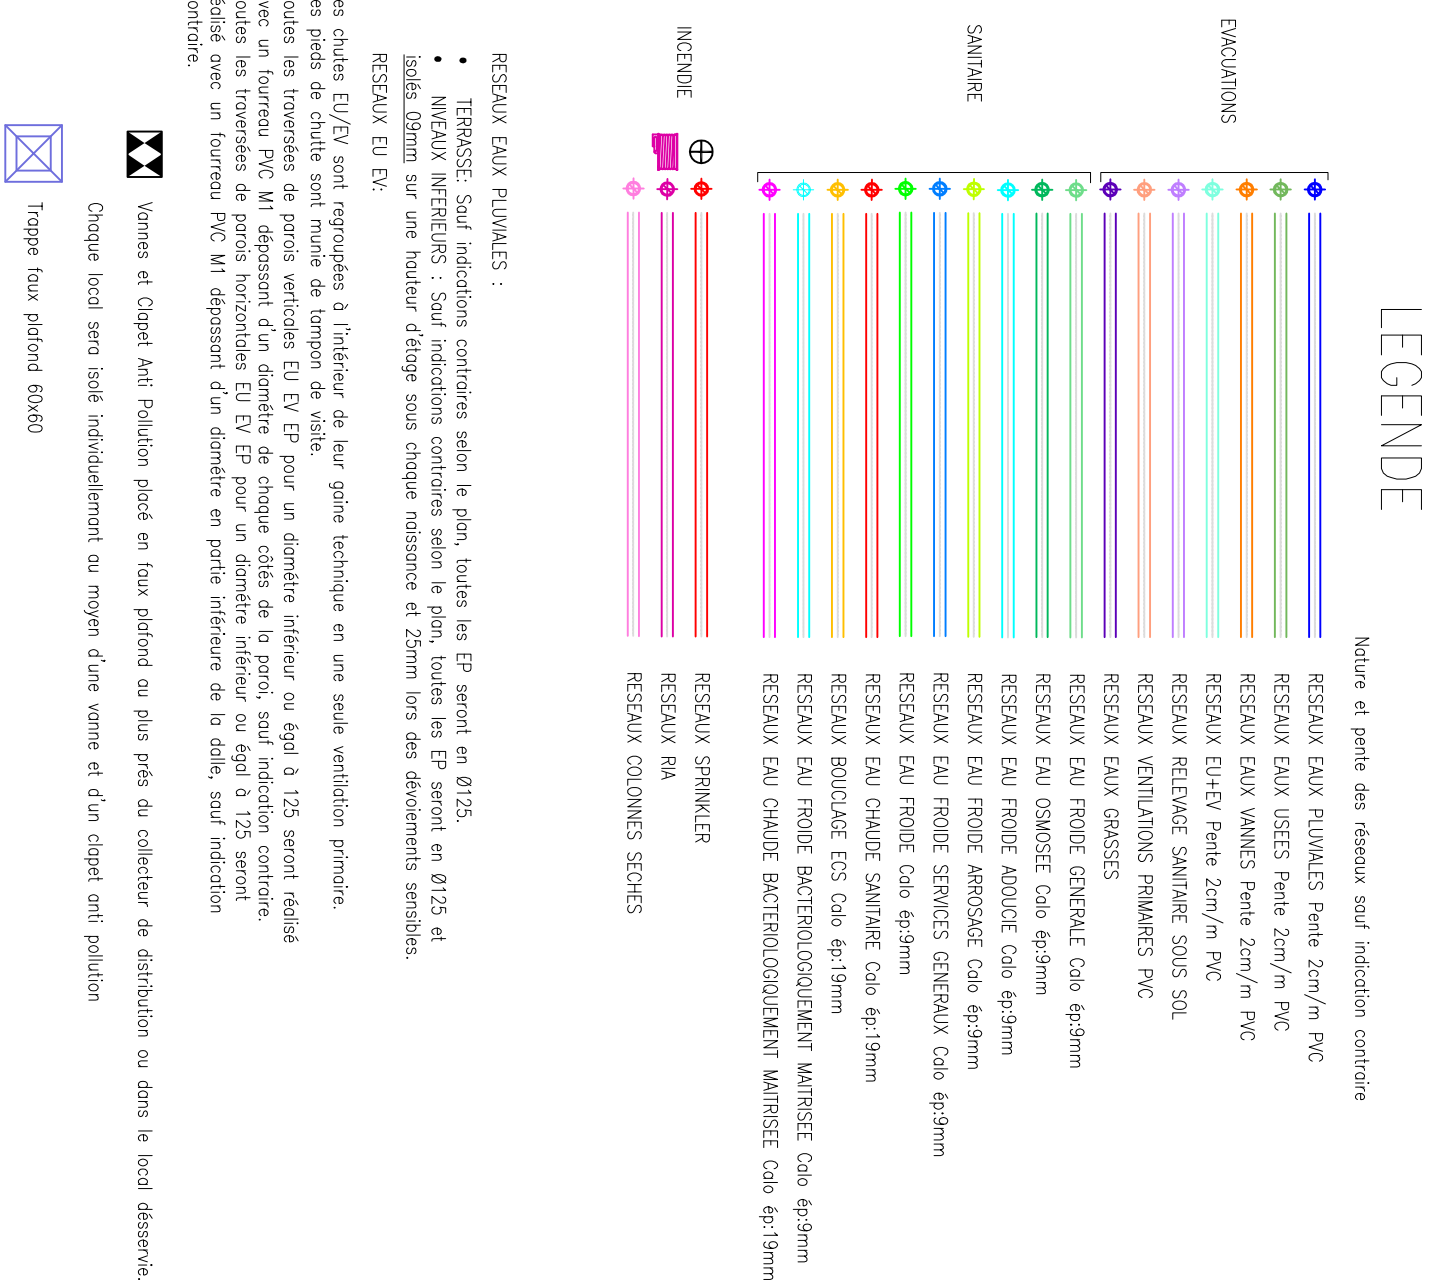 LEGENDE
Nature et pente des réseaux sauf indication contraire
EVACUATIONS
RESEAUX EAUX PLUVIALES Pente 2cm/m PVC
RESEAUX EAUX USEES Pente 2cm/m PVC
RESEAUX EAUX VANNES Pente 2cm/m PVC
RESEAUX EU+EV Pente 2cm/m PVC
RESEAUX RELEVAGE SANITAIRE SOUS SOL
RESEAUX VENTILATIONS PRIMAIRES PVC
RESEAUX EAUX GRASSES
SANITAIRE
RESEAUX EAU FROIDE GENERALE Calo ép:9mm
RESEAUX EAU OSMOSEE Calo ép:9mm
RESEAUX EAU FROIDE ADOUCIE Calo ép:9mm
RESEAUX EAU FROIDE ARROSAGE Calo ép:9mm
RESEAUX EAU FROIDE SERVICES GENERAUX Calo ép:9mm
RESEAUX EAU FROIDE Calo ép:9mm
RESEAUX EAU CHAUDE SANITAIRE Calo ép:19mm
RESEAUX BOUCLAGE ECS Calo ép:19mm
RESEAUX EAU FROIDE BACTERIOLOGIQUEMENT MAITRISEE Calo ép:9mm
RESEAUX EAU CHAUDE BACTERIOLOGIQUEMENT MAITRISEE Calo ép:19mm
INCENDIE
RESEAUX SPRINKLER
RESEAUX RIA
RESEAUX COLONNES SECHES
RESEAUX EAUX PLUVIALES :
• TERRASSE: Sauf indications contraires selon le plan, toutes les EP seront en Ø125.
• NIVEAUX INFERIEURS : Sauf indications contraires selon le plan, toutes les EP seront en Ø125 et
isolés 09mm sur une hauteur d'étage sous chaque naissance et 25mm lors des dévoiements sensibles.
RESEAUX EU EV:
es chutes EU/EV sont regroupées à l'intérieur de leur gaine technique en une seule ventilation primaire.
es pieds de chutte sont munie de tampon de visite.
outes les traversées de parois verticales EU EV EP pour un diamétre inférieur ou égal à 125 seront réalisé
vec un fourreau PVC M1 dépassant d'un diamétre de chaque côtés de la paroi, sauf indication contraire.
outes les traversées de parois horizontales EU EV EP pour un diamétre inférieur ou égal à 125 seront
éalisé avec un fourreau PVC M1 dépassant d'un diamétre en partie inférieure de la dalle, sauf indication
ontraire.
Vannes et Clapet Anti Pollution placé en faux plafond au plus prés du collecteur de distribution ou dans le local désservie.
Chaque local sera isolé individuellemant au moyen d'une vanne et d'un clapet anti pollution
Trappe faux plafond 60x60